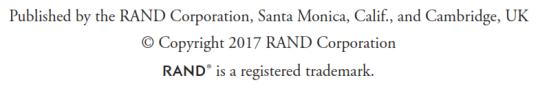 Published by the RAND Corporation, Santa Monica, Calif., and Cambridge, UK
© Copyright 2017 RAND Corporation
RAND® is a registered trademark.